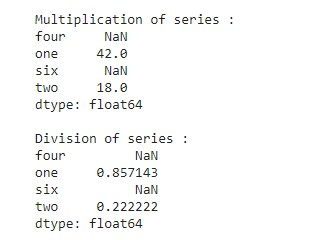 Multiplication of series :
four     NaN
one     42.0
six      NaN
two     18.0
dtype: float64

Division of series :
four         NaN
one     0.857143
six          NaN
two     0.222222
dtype: float64